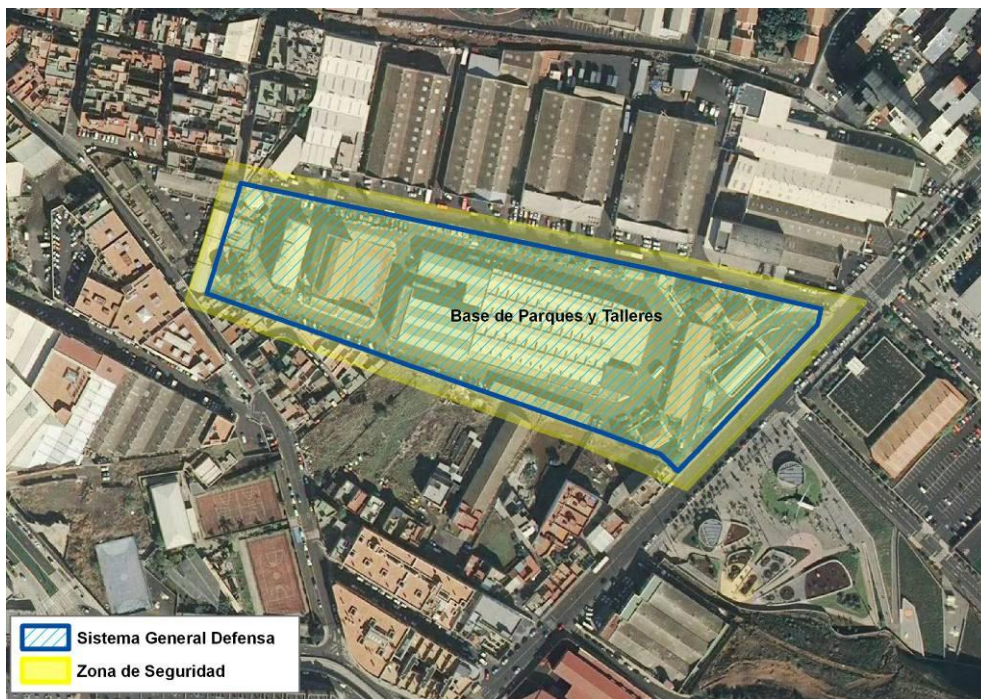 Base de Parques y Talleres
Sistema General Defensa
Zona de Seguridad